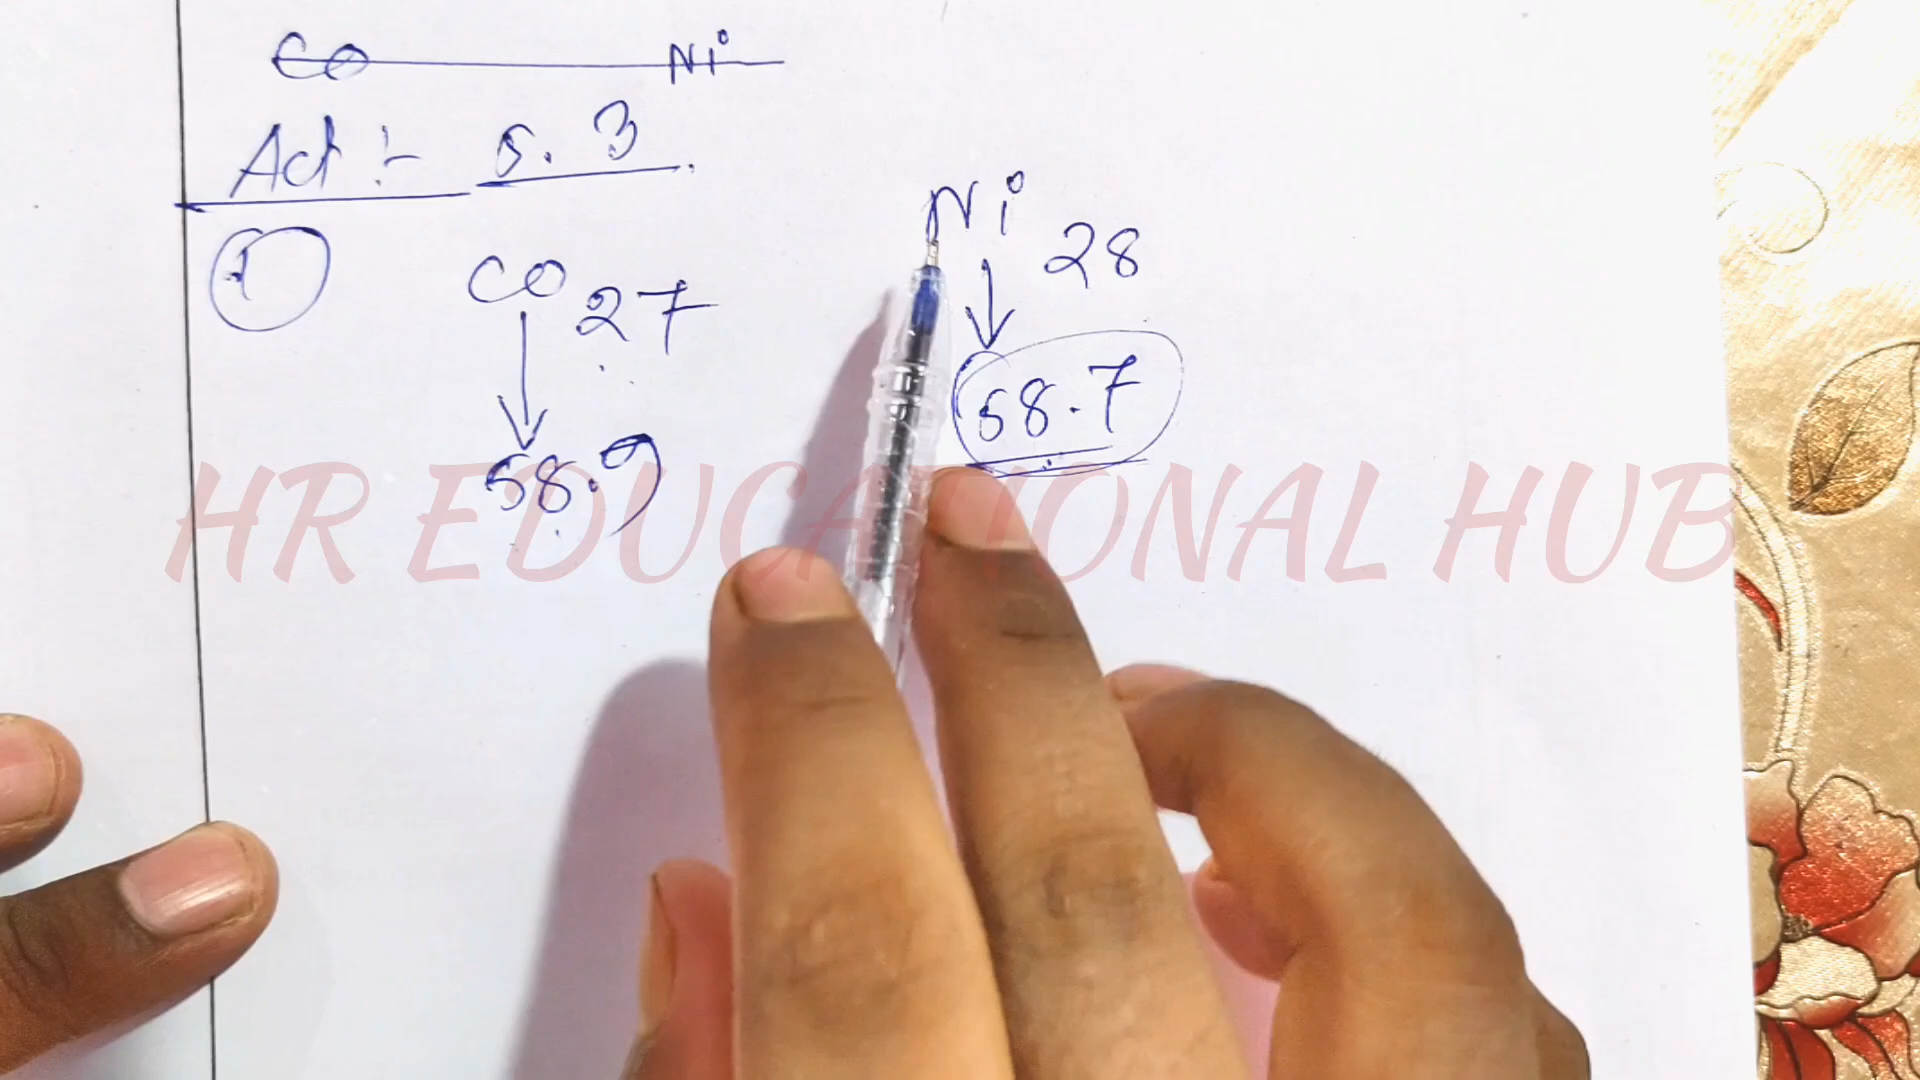 Co Ni
Act :- 5.3
1
Co 27
58.9
Ni 28
58.7
HR EDUCATIONAL HUB